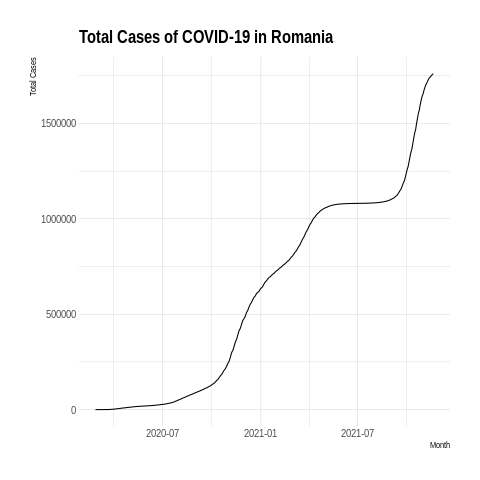 Total Cases of COVID-19 in Romania
Total Cases
1500000
1000000
500000
0
2020-07 2021-01 2021-07
Month